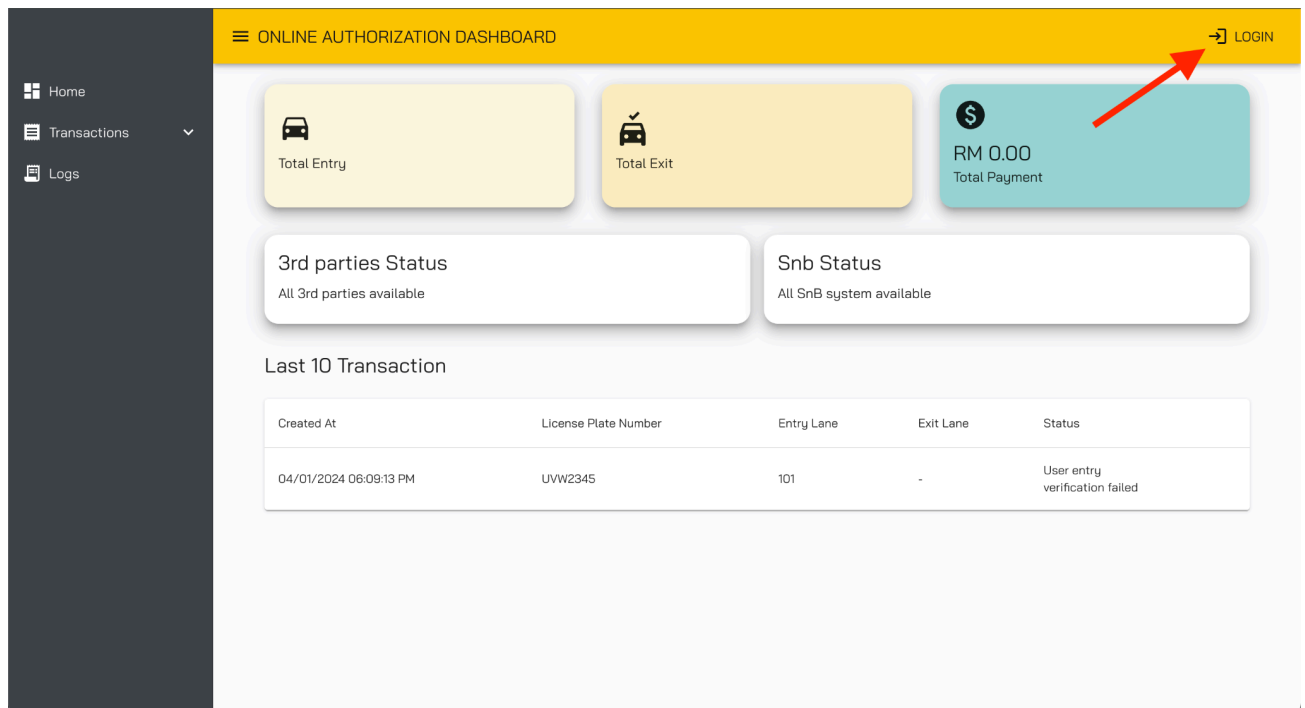 ONLINE AUTHORIZATION DASHBOARD
LOGIN
Home
Transactions
Logs
Total Entry
Total Exit
RM 0.00
Total Payment
3rd parties Status
All 3rd parties available
Snb Status
All SnB system available
Last 10 Transaction
Created At License Plate Number Entry Lane Exit Lane Status
04/01/2024 06:09:13 PM UVW2345 101 - User entry
verification failed